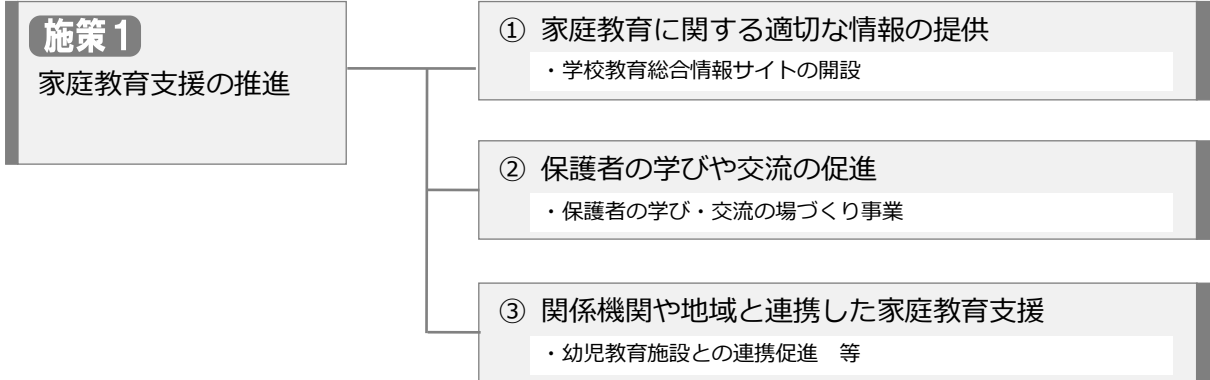 施策1
家庭教育支援の推進
① 家庭教育に関する適切な情報の提供
・学校教育総合情報サイトの開設
② 保護者の学びや交流の促進
・保護者の学び・交流の場づくり事業
③ 関係機関や地域と連携した家庭教育支援
・幼児教育施設との連携促進　等